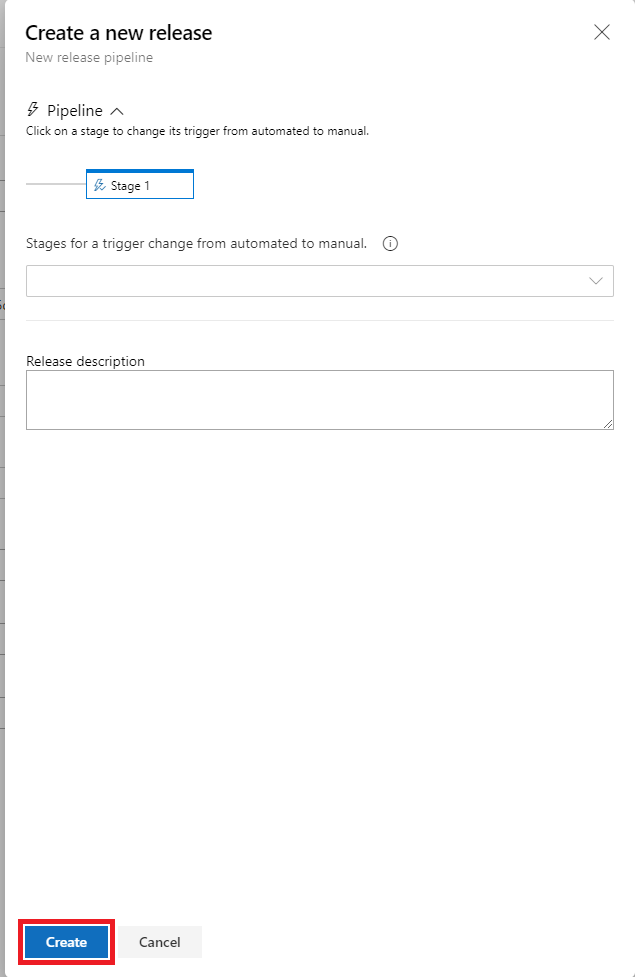 Create a new release
New release pipeline
Pipeline
Click on a stage to change its trigger from automated to manual.
Stage 1
Stages for a trigger change from automated to manual.
Release description
Create
Cancel